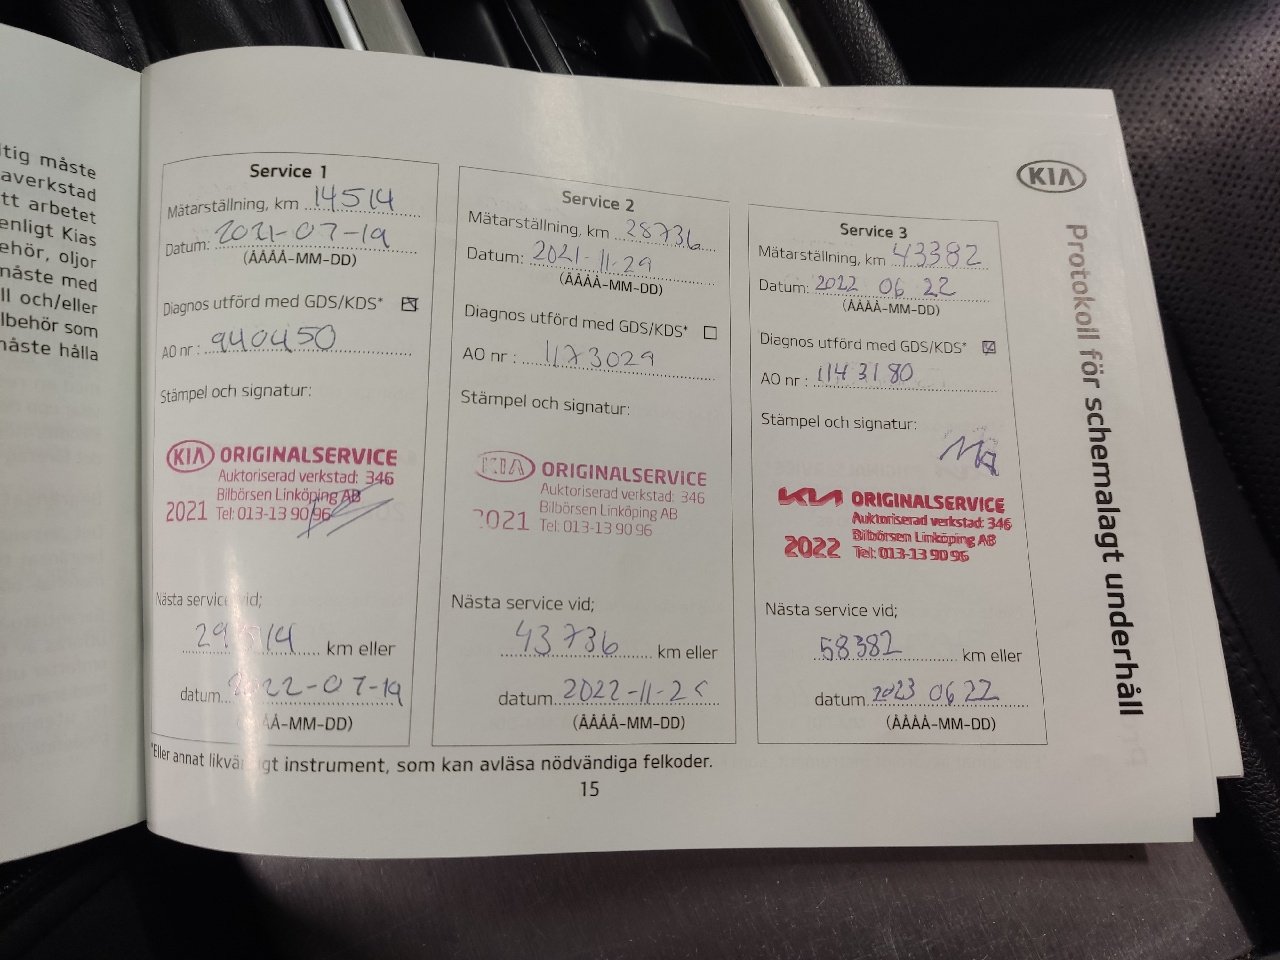 ltig måste
averkstad
tt arbetet
enligt Kias
ehör, oljor
måste med
ll och/eller
lbehör som
måste hålla
KIA
Protokoll för schemalagt underhåll
Service 1
Mätarställning, km 14514
Datum: 2021-07-19
(ÅÅÅÅ-MM-DD)
Diagnos utförd med GDS/KDS*
AO nr: 940450
Stämpel och signatur:
KIA ORIGINALSERVICE
Auktoriserad verkstad: 346
Bilbörsen Linköping AB
2021 Tel: 013-13 90 96
Nästa service vid;
km eller
datum 2022-07-19
(ÅÅÅÅ-MM-DD)
Service 2
Mätarställning, km 28736
Datum: 2021-11-29
(ÅÅÅÅ-MM-DD)
Diagnos utförd med GDS/KDS*
AO nr: 1173029
Stämpel och signatur:
KIA ORIGINALSERVICE
Auktoriserad verkstad: 346
Bilbörsen Linköping AB
2021 Tel: 013-13 90 96
Nästa service vid;
43736 km eller
datum
(ÅÅÅÅ-MM-DD)
Service 3
Mätarställning, km 43382
Datum: 2022 06 22
(ÅÅÅÅ-MM-DD)
Diagnos utförd med GDS/KDS*
AO nr: 1143180
Stämpel och signatur:
KIA ORIGINALSERVICE
Auktoriserad verkstad: 346
Bilbörsen Linköping AB
2022 Tel: 013-13 90 96
Nästa service vid;
58382 km eller
datum 2023 06 22
(ÅÅÅÅ-MM-DD)
*Eller annat likvärdigt instrument, som kan avläsa nödvändiga felkoder.
15